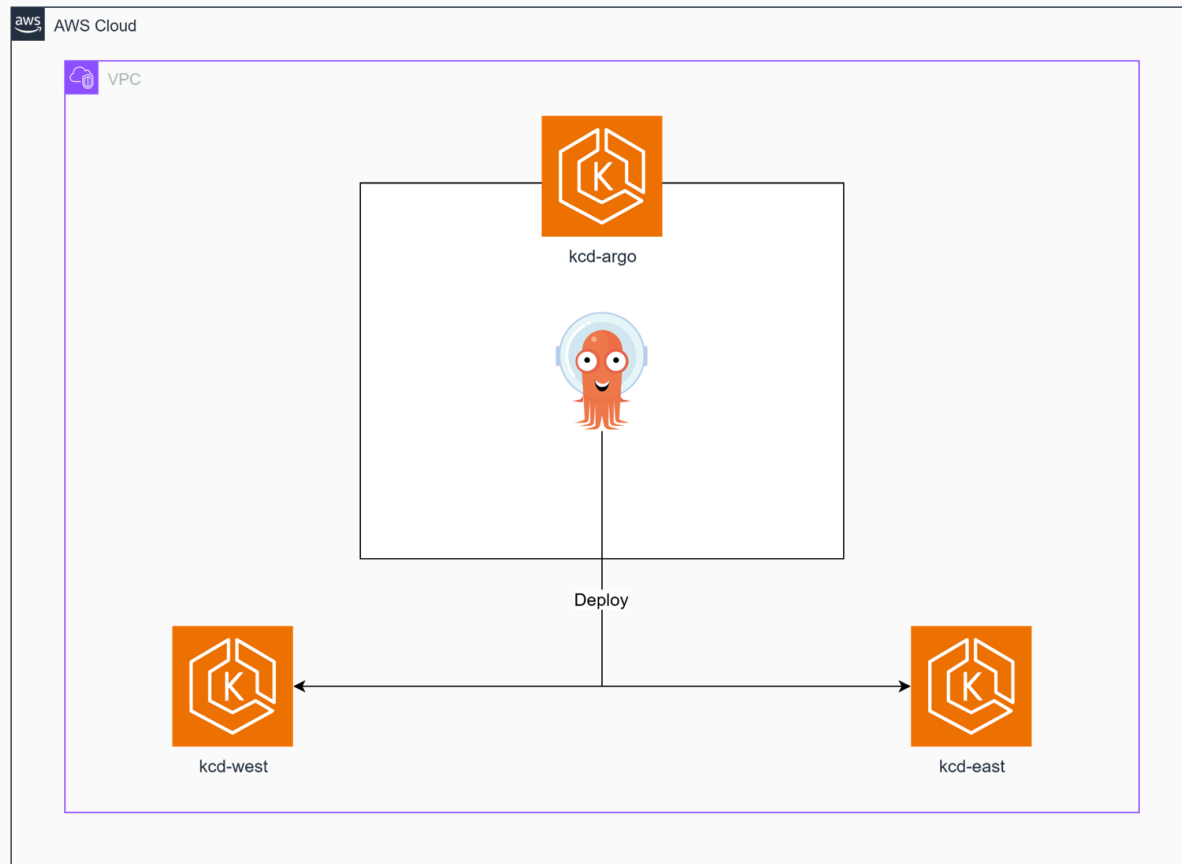 aws
AWS Cloud
VPC
K
kcd-argo
Deploy
K
K
kcd-west
kcd-east